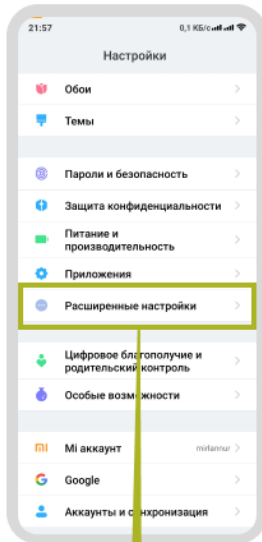 21:57 0,1 КБ/с
Настройки
Обои
Темы
Пароли и безопасность
Защита конфиденциальности
Питание и
производительность
Приложения
Расширенные настройки
Цифровое благополучие и
родительский контроль
Особые возможности
Mi аккаунт mirlannur
Google
Аккаунты и синхронизация